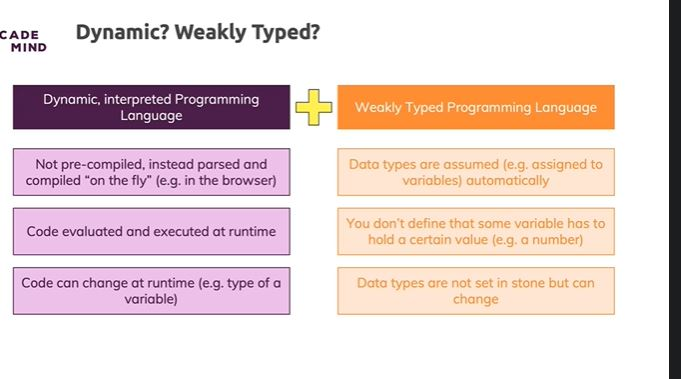 CADE
MIND
Dynamic? Weakly Typed?
Dynamic, interpreted Programming
Language
Weakly Typed Programming Language
Not pre-compiled, instead parsed and
compiled “on the fly” (e.g. in the browser)
Data types are assumed (e.g. assigned to
variables) automatically
Code evaluated and executed at runtime
You don’t define that some variable has to
hold a certain value (e.g. a number)
Code can change at runtime (e.g. type of a
variable)
Data types are not set in stone but can
change